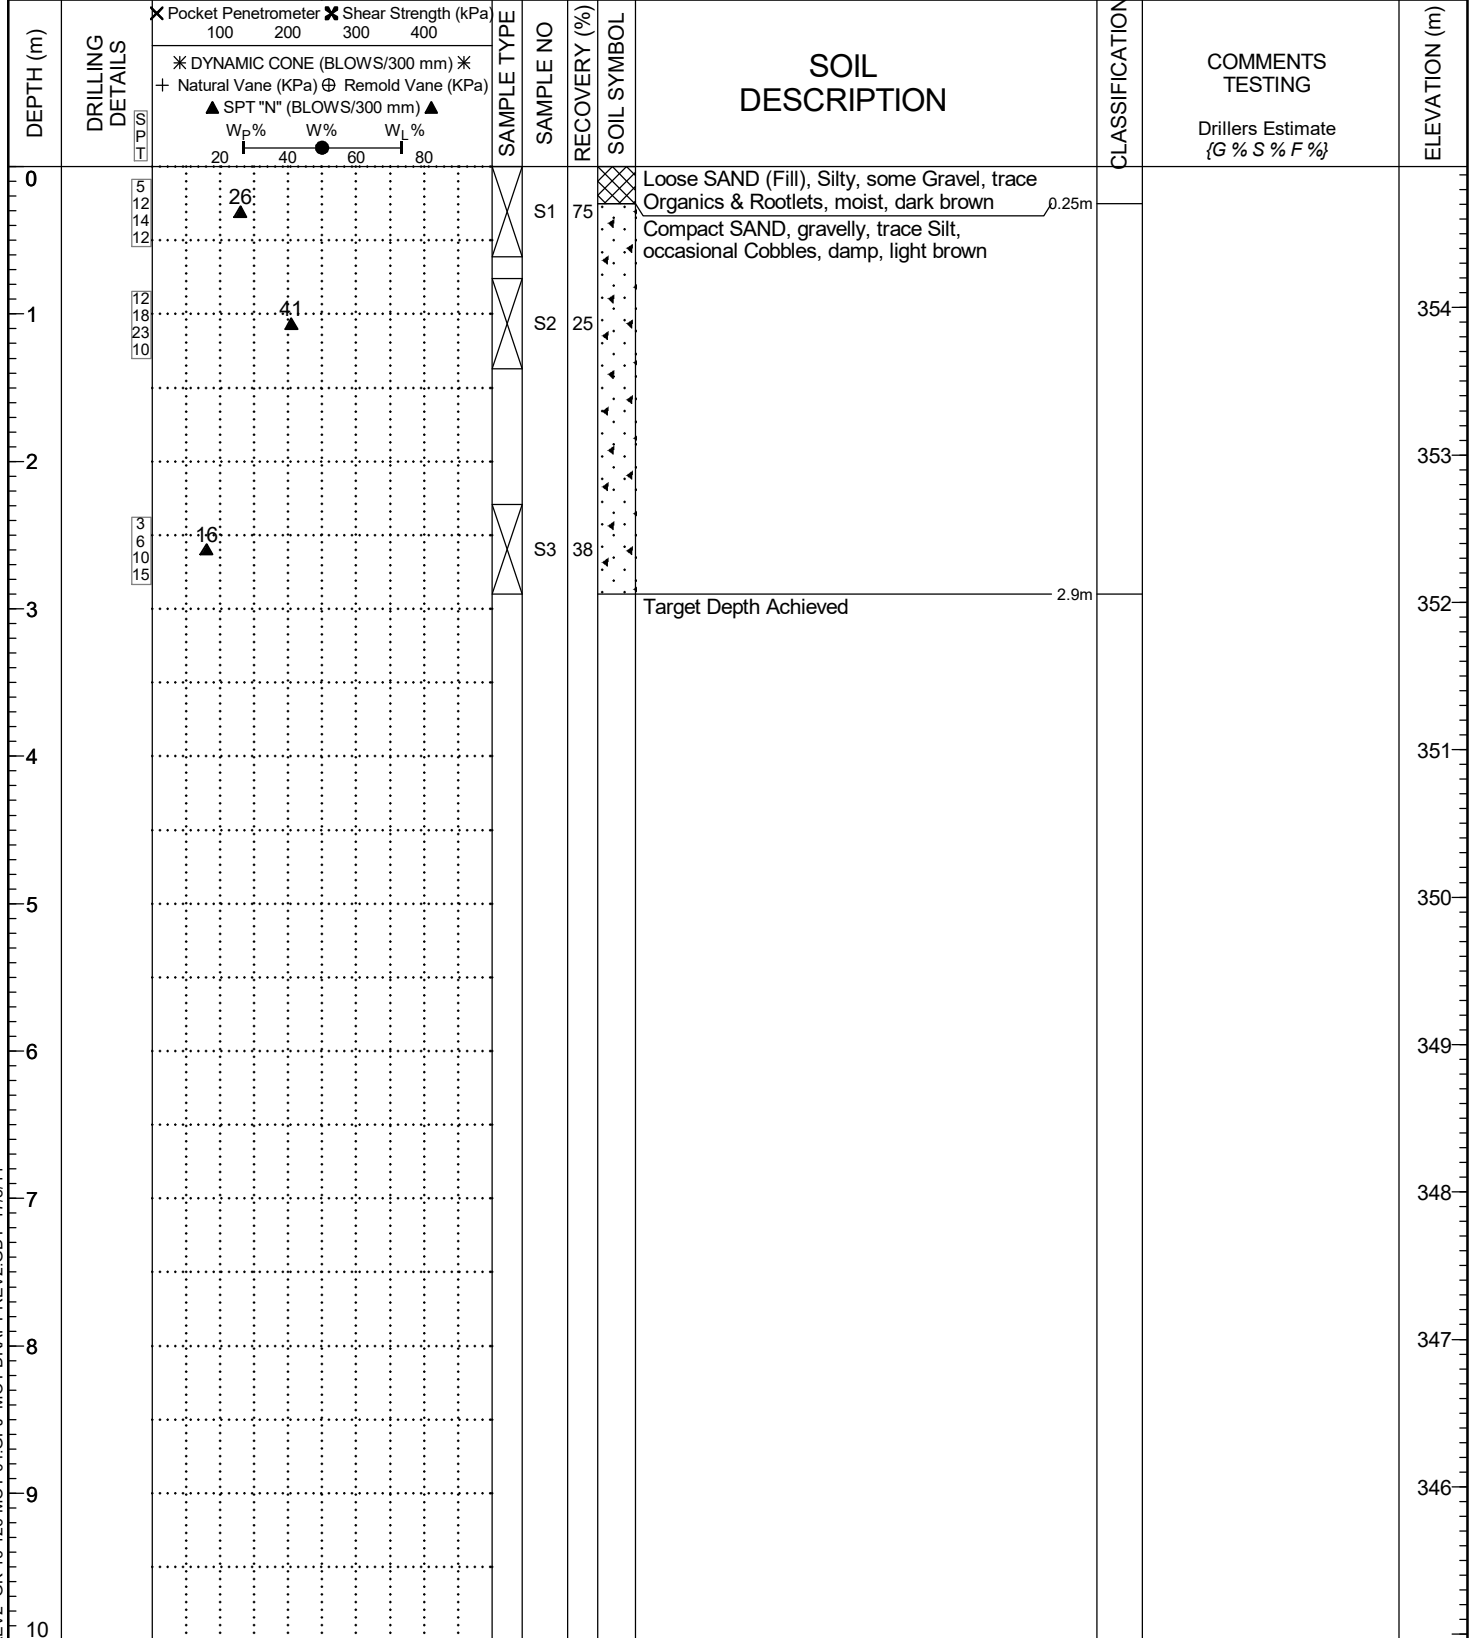 DEPTH (m)
DRILLING
DETAILS
SPT
✕ Pocket Penetrometer ✖ Shear Strength (kPa)
100 200 300 400
✳ DYNAMIC CONE (BLOWS/300 mm) ✳
+ Natural Vane (KPa) ⊕ Remold Vane (KPa)
▲ SPT "N" (BLOWS/300 mm) ▲
WP% W% WL%
20 40 60 80
SAMPLE TYPE
SAMPLE NO
RECOVERY (%)
SOIL SYMBOL
SOIL
DESCRIPTION
CLASSIFICATION
COMMENTS
TESTING
Drillers Estimate
{G % S % F %}
ELEVATION (m)
0
5
12
14
12
26
S1 75
Loose SAND (Fill), Silty, some Gravel, trace
Organics & Rootlets, moist, dark brown
0.25m
Compact SAND, gravelly, trace Silt,
occasional Cobbles, damp, light brown
1
12
18
23
10
41
S2 25
354
2
353
3
6
10
15
16
S3 38
2.9m
Target Depth Achieved
3
352
4
351
5
350
6
349
7
348
8
347
9
346
10